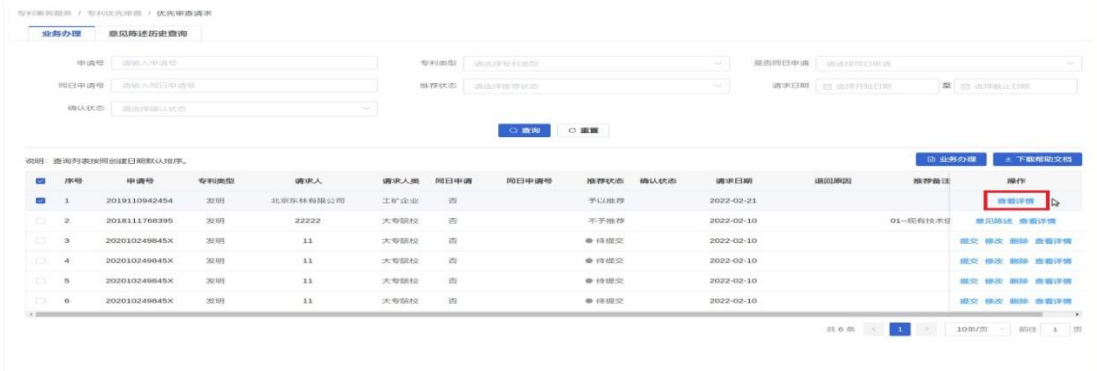 专利事务服务 / 专利优先审查 / 优先审查请求
业务办理 意见陈述历史查询
申请号 请输入申请号 专利类型 请选择专利类型 是否同日申请 请选择同日申请
同日申请号 请输入同日申请号 推荐状态 请选择推荐状态 请求日期 选择开始日期 至 选择截止日期
确认状态 请选择确认状态
查询 重置
说明：查询列表按照创建日期默认排序。 业务办理 下载帮助文档
序号 申请号 专利类型 请求人 请求人类 同日申请 同日申请号 推荐状态 确认状态 请求日期 退回原因 推荐备注 操作
1 2019110942454 发明 北京东林有限公司 工矿企业 否 予以推荐 2022-02-21 查看详情
2 2018111768395 发明 22222 大专院校 否 不予推荐 2022-02-10 01--现有技术信 意见陈述 查看详情
3 202010249845X 发明 11 大专院校 否 待提交 2022-02-10 提交 修改 删除 查看详情
4 202010249845X 发明 11 大专院校 否 待提交 2022-02-10 提交 修改 删除 查看详情
5 202010249845X 发明 11 大专院校 否 待提交 2022-02-10 提交 修改 删除 查看详情
6 202010249845X 发明 11 大专院校 否 待提交 2022-02-10 提交 修改 删除 查看详情
共 6 条 < 1 > 10条/页 前往 1 页